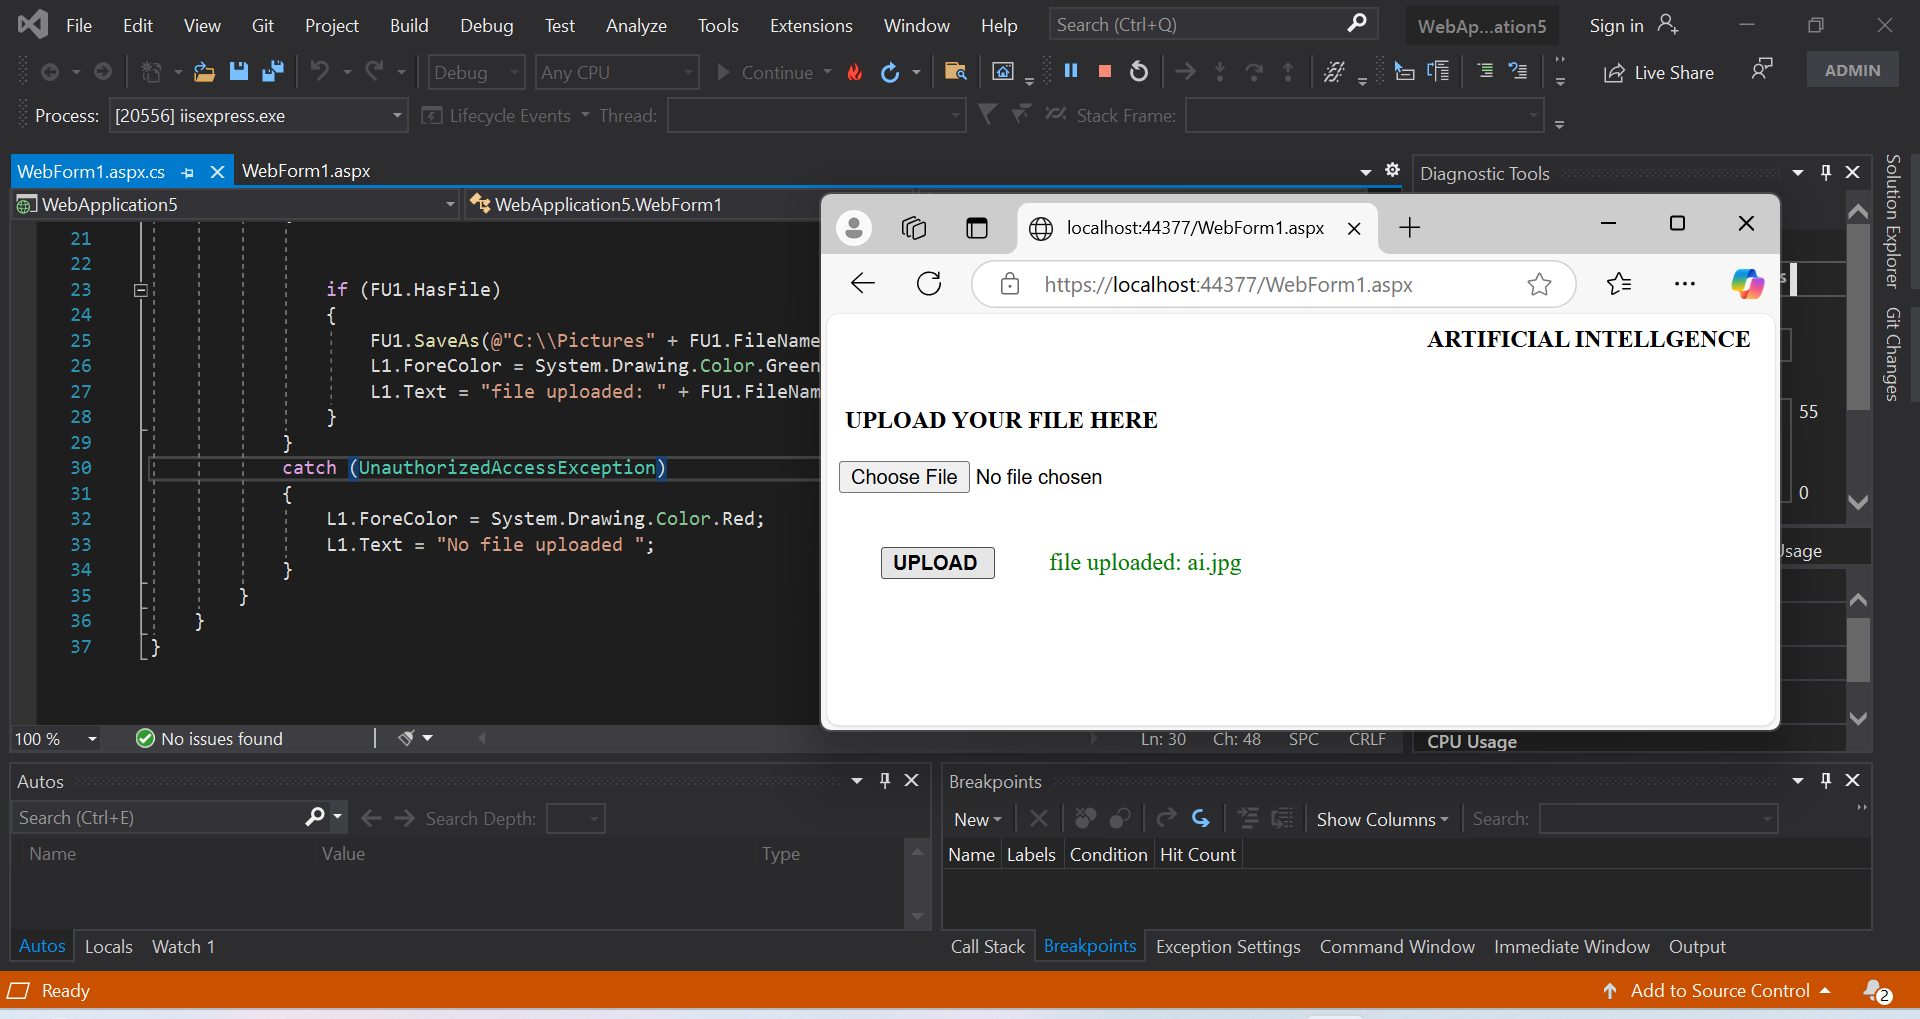 File Edit View Git Project Build Debug Test Analyze Tools Extensions Window Help Search (Ctrl+Q) WebAp...ation5 Sign in
Debug Any CPU Continue Live Share ADMIN
Process: [20556] iisexpress.exe Lifecycle Events Thread: Stack Frame:
WebForm1.aspx.cs WebForm1.aspx
WebApplication5 WebApplication5.WebForm1
21
22
23 if (FU1.HasFile)
24 {
25 FU1.SaveAs(@"C:\\Pictures" + FU1.FileName
26 L1.ForeColor = System.Drawing.Color.Green
27 L1.Text = "file uploaded: " + FU1.FileNam
28 }
29 }
30 catch (UnauthorizedAccessException)
31 {
32 L1.ForeColor = System.Drawing.Color.Red;
33 L1.Text = "No file uploaded ";
34 }
35 }
36 }
37 }
100 % No issues found Ln: 30 Ch: 48 SPC CRLF
localhost:44377/WebForm1.aspx
https://localhost:44377/WebForm1.aspx
ARTIFICIAL INTELLGENCE
UPLOAD YOUR FILE HERE
Choose File No file chosen
UPLOAD file uploaded: ai.jpg
Diagnostic Tools
s
55
0
Usage
CPU Usage
Solution Explorer
Git Changes
Autos
Search (Ctrl+E) Search Depth:
Name Value Type
Autos Locals Watch 1
Breakpoints
New Show Columns Search:
Name Labels Condition Hit Count
Call Stack Breakpoints Exception Settings Command Window Immediate Window Output
Ready Add to Source Control 2